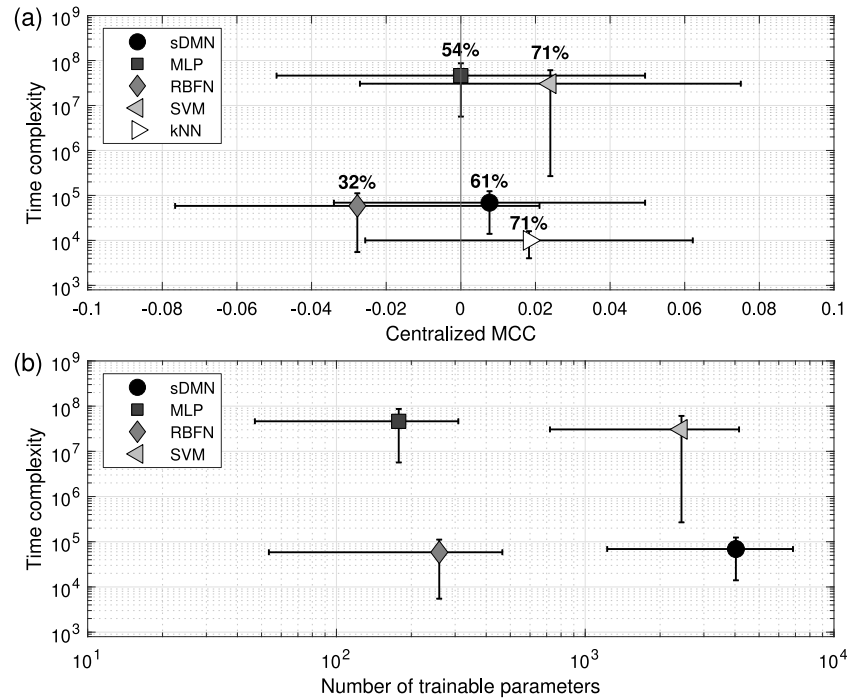 (a)
10^9
10^8
10^7
10^6
10^5
10^4
10^3
Time complexity
sDMN
MLP
RBFN
SVM
kNN
54%
71%
32%
61%
71%
-0.1
-0.08
-0.06
-0.04
-0.02
0
0.02
0.04
0.06
0.08
0.1
Centralized MCC
(b)
10^9
10^8
10^7
10^6
10^5
10^4
10^3
Time complexity
sDMN
MLP
RBFN
SVM
10^1
10^2
10^3
10^4
Number of trainable parameters